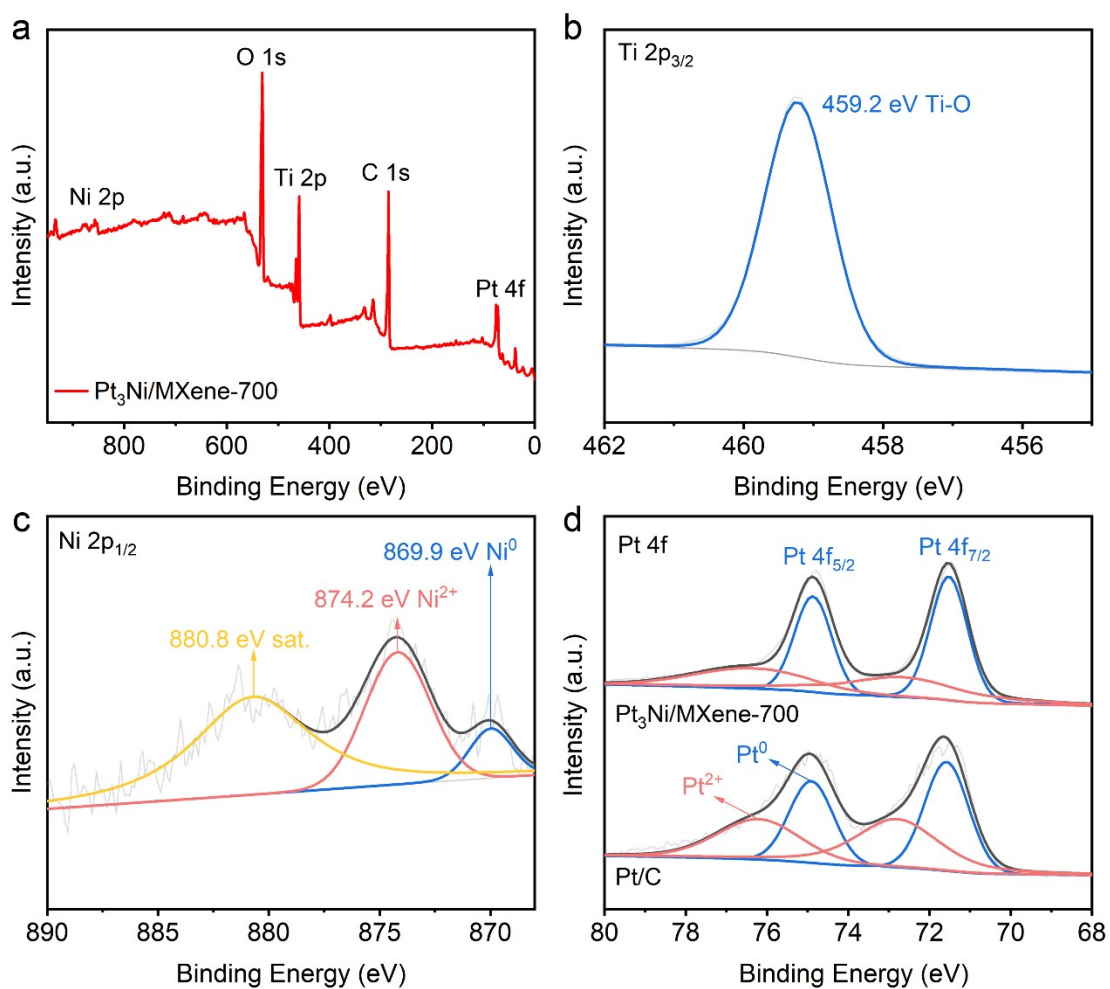 a
O 1s
Ti 2p
C 1s
Ni 2p
Pt 4f
Pt₃Ni/MXene-700
Intensity (a.u.)
800 600 400 200 0
Binding Energy (eV)
b
Ti 2p₃/₂
459.2 eV Ti-O
Intensity (a.u.)
462 460 458 456
Binding Energy (eV)
c
Ni 2p₁/₂
869.9 eV Ni⁰
874.2 eV Ni²⁺
880.8 eV sat.
Intensity (a.u.)
890 885 880 875 870
Binding Energy (eV)
d
Pt 4f
Pt 4f₅/₂
Pt 4f₇/₂
Pt₃Ni/MXene-700
Pt⁰
Pt²⁺
Pt/C
Intensity (a.u.)
80 78 76 74 72 70 68
Binding Energy (eV)